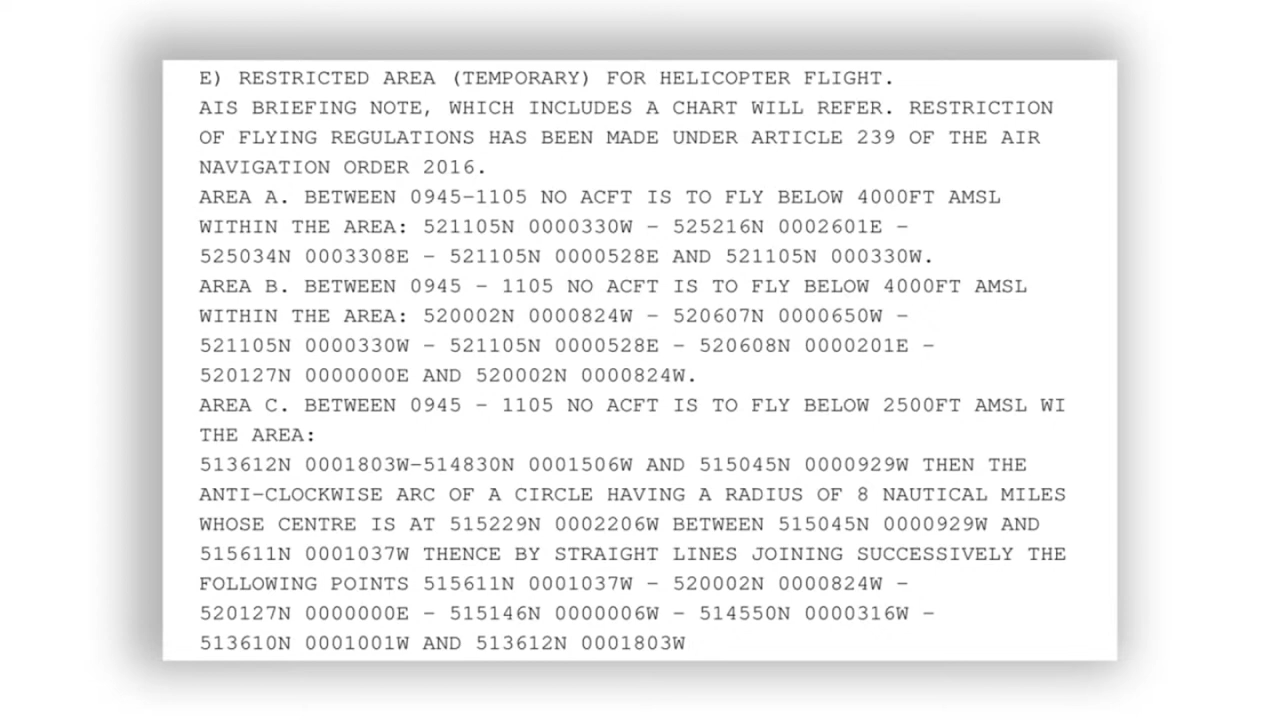 E) RESTRICTED AREA (TEMPORARY) FOR HELICOPTER FLIGHT.
AIS BRIEFING NOTE, WHICH INCLUDES A CHART WILL REFER. RESTRICTION
OF FLYING REGULATIONS HAS BEEN MADE UNDER ARTICLE 239 OF THE AIR
NAVIGATION ORDER 2016.
AREA A. BETWEEN 0945-1105 NO ACFT IS TO FLY BELOW 4000FT AMSL
WITHIN THE AREA: 521105N 0000330W - 525216N 0002601E -
525034N 0003308E - 521105N 0000528E AND 521105N 000330W.
AREA B. BETWEEN 0945 - 1105 NO ACFT IS TO FLY BELOW 4000FT AMSL
WITHIN THE AREA: 520002N 0000824W - 520607N 0000650W -
521105N 0000330W - 521105N 0000528E - 520608N 0000201E -
520127N 0000000E AND 520002N 0000824W.
AREA C. BETWEEN 0945 - 1105 NO ACFT IS TO FLY BELOW 2500FT AMSL WI
THE AREA:
513612N 0001803W-514830N 0001506W AND 515045N 0000929W THEN THE
ANTI-CLOCKWISE ARC OF A CIRCLE HAVING A RADIUS OF 8 NAUTICAL MILES
WHOSE CENTRE IS AT 515229N 0002206W BETWEEN 515045N 0000929W AND
515611N 0001037W THENCE BY STRAIGHT LINES JOINING SUCCESSIVELY THE
FOLLOWING POINTS 515611N 0001037W - 520002N 0000824W -
520127N 0000000E - 515146N 0000006W - 514550N 0000316W -
513610N 0001001W AND 513612N 0001803W